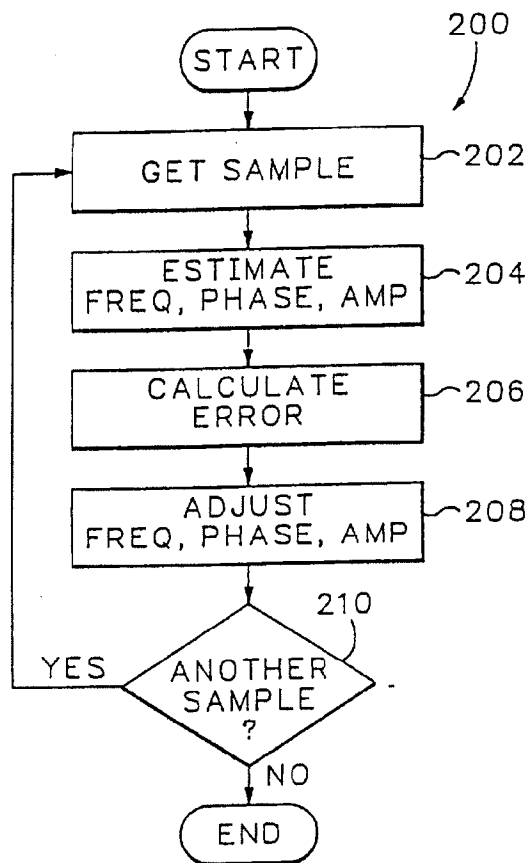 200
START
GET SAMPLE
202
ESTIMATE
FREQ, PHASE, AMP
204
CALCULATE
ERROR
206
ADJUST
FREQ, PHASE, AMP
208
210
YES
ANOTHER
SAMPLE
?
NO
END